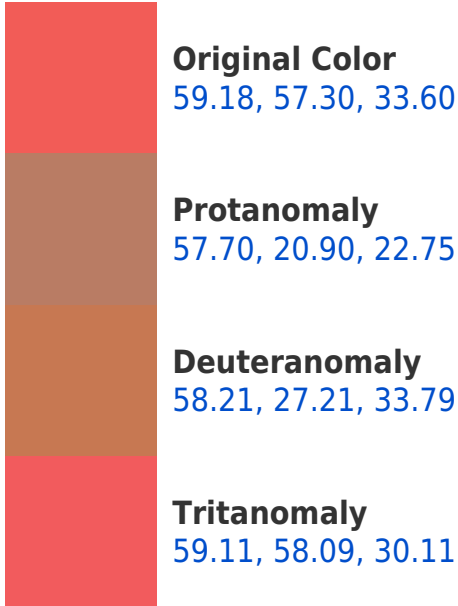 Original Color
59.18, 57.30, 33.60
Protanomaly
57.70, 20.90, 22.75
Deuteranomaly
58.21, 27.21, 33.79
Tritanomaly
59.11, 58.09, 30.11